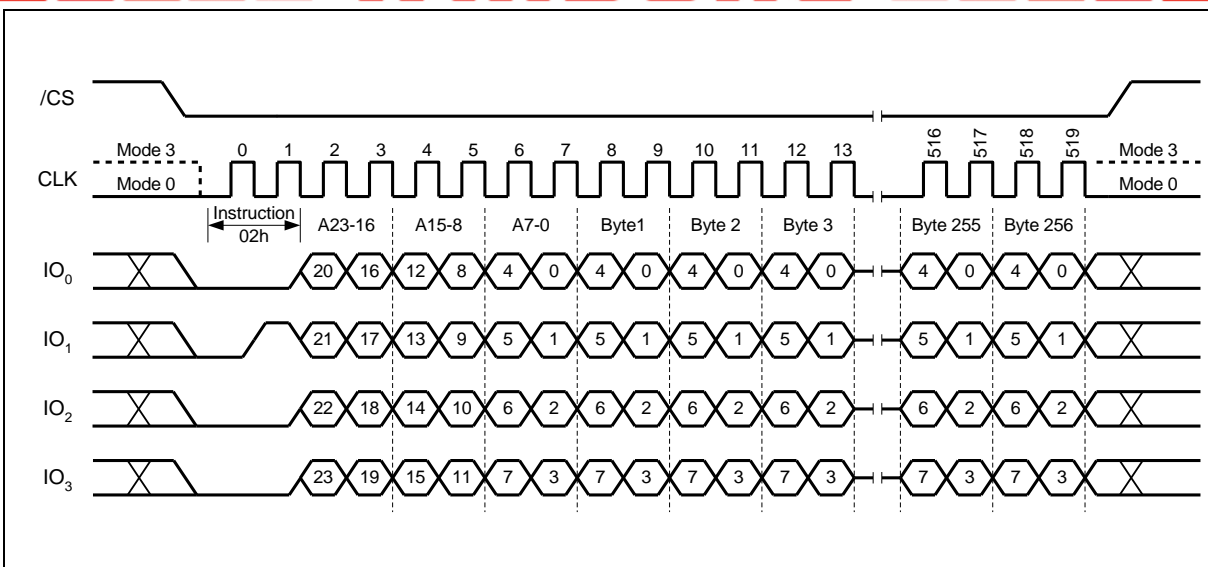 /CS
516 517 518 519
Mode 3 0 1 2 3 4 5 6 7 8 9 10 11 12 13 Mode 3
CLK
Mode 0 Mode 0
Instruction
02h
A23-16 A15-8 A7-0 Byte1 Byte 2 Byte 3 Byte 255 Byte 256
IO0 20 16 12 8 4 0 4 0 4 0 4 0 4 0 4 0
IO1 21 17 13 9 5 1 5 1 5 1 5 1 5 1 5 1
IO2 22 18 14 10 6 2 6 2 6 2 6 2 6 2 6 2
IO3 23 19 15 11 7 3 7 3 7 3 7 3 7 3 7 3